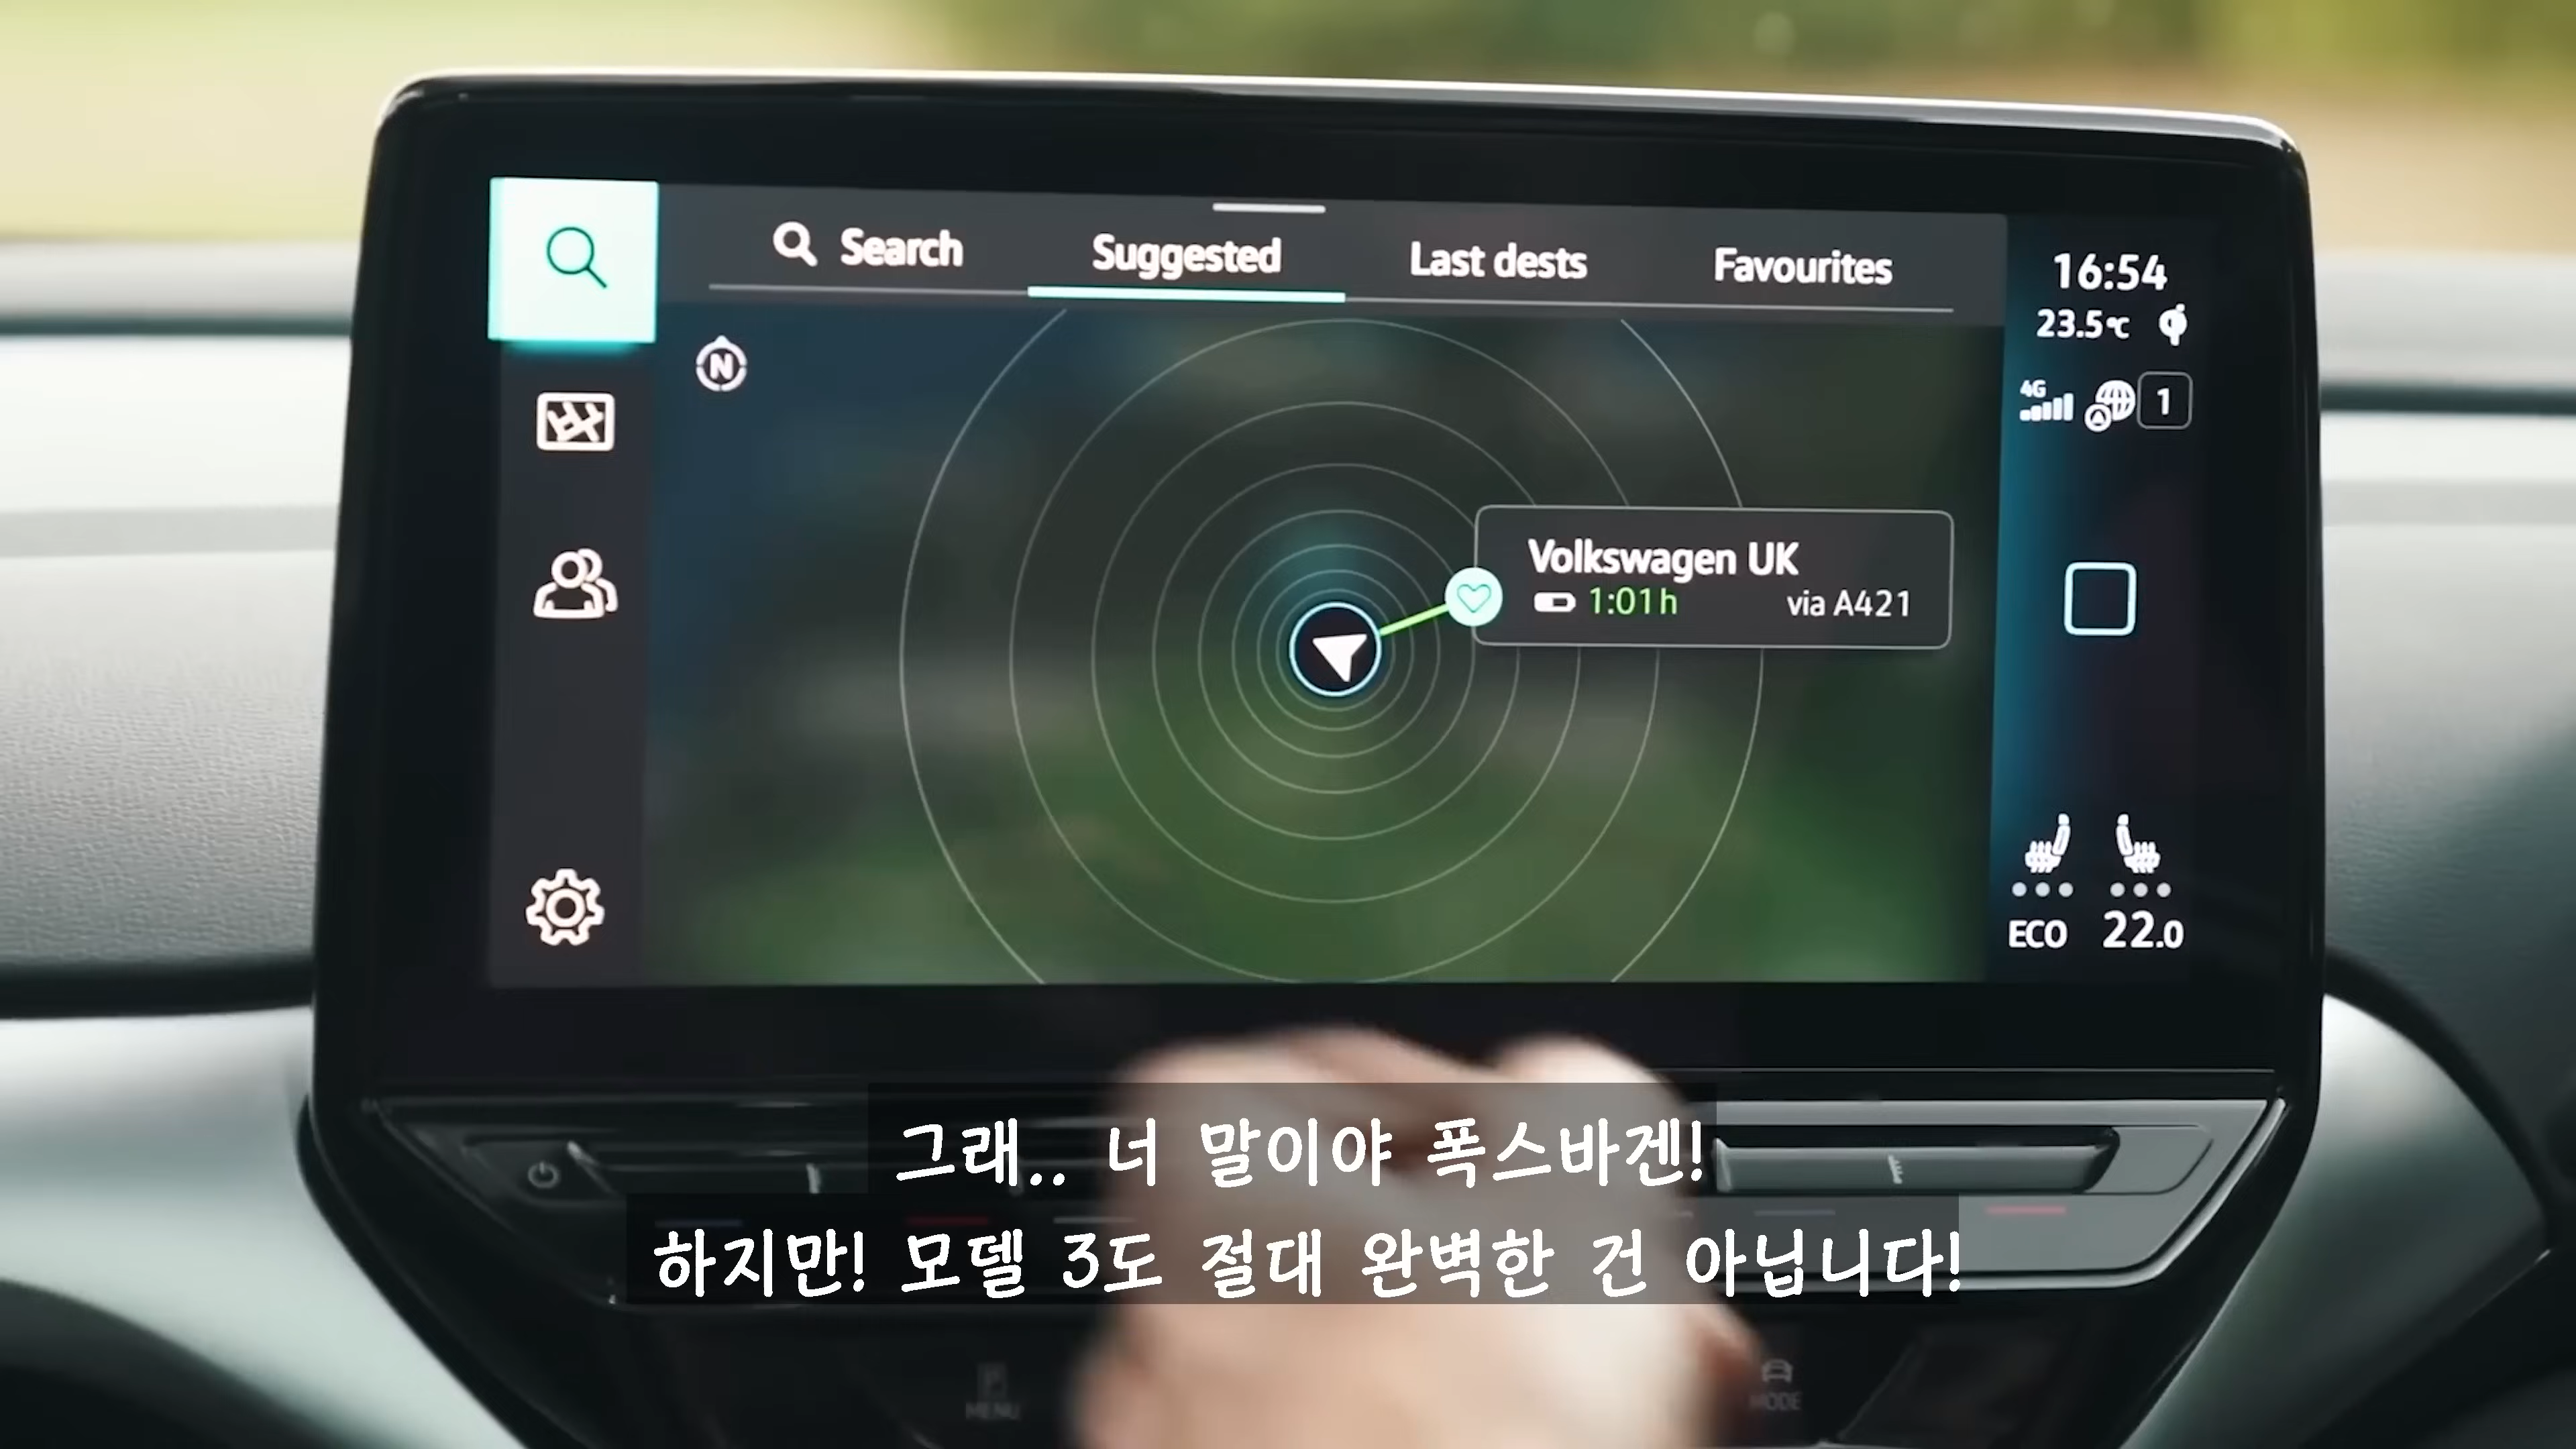 Search Suggested Last dests Favourites
16:54
23.5°C
N
4G
1
Volkswagen UK
1:01h via A421
ECO 22.0
그래.. 너 말이야 폭스바겐!
하지만! 모델 3도 절대 완벽한 건 아닙니다!
MENU
MODE